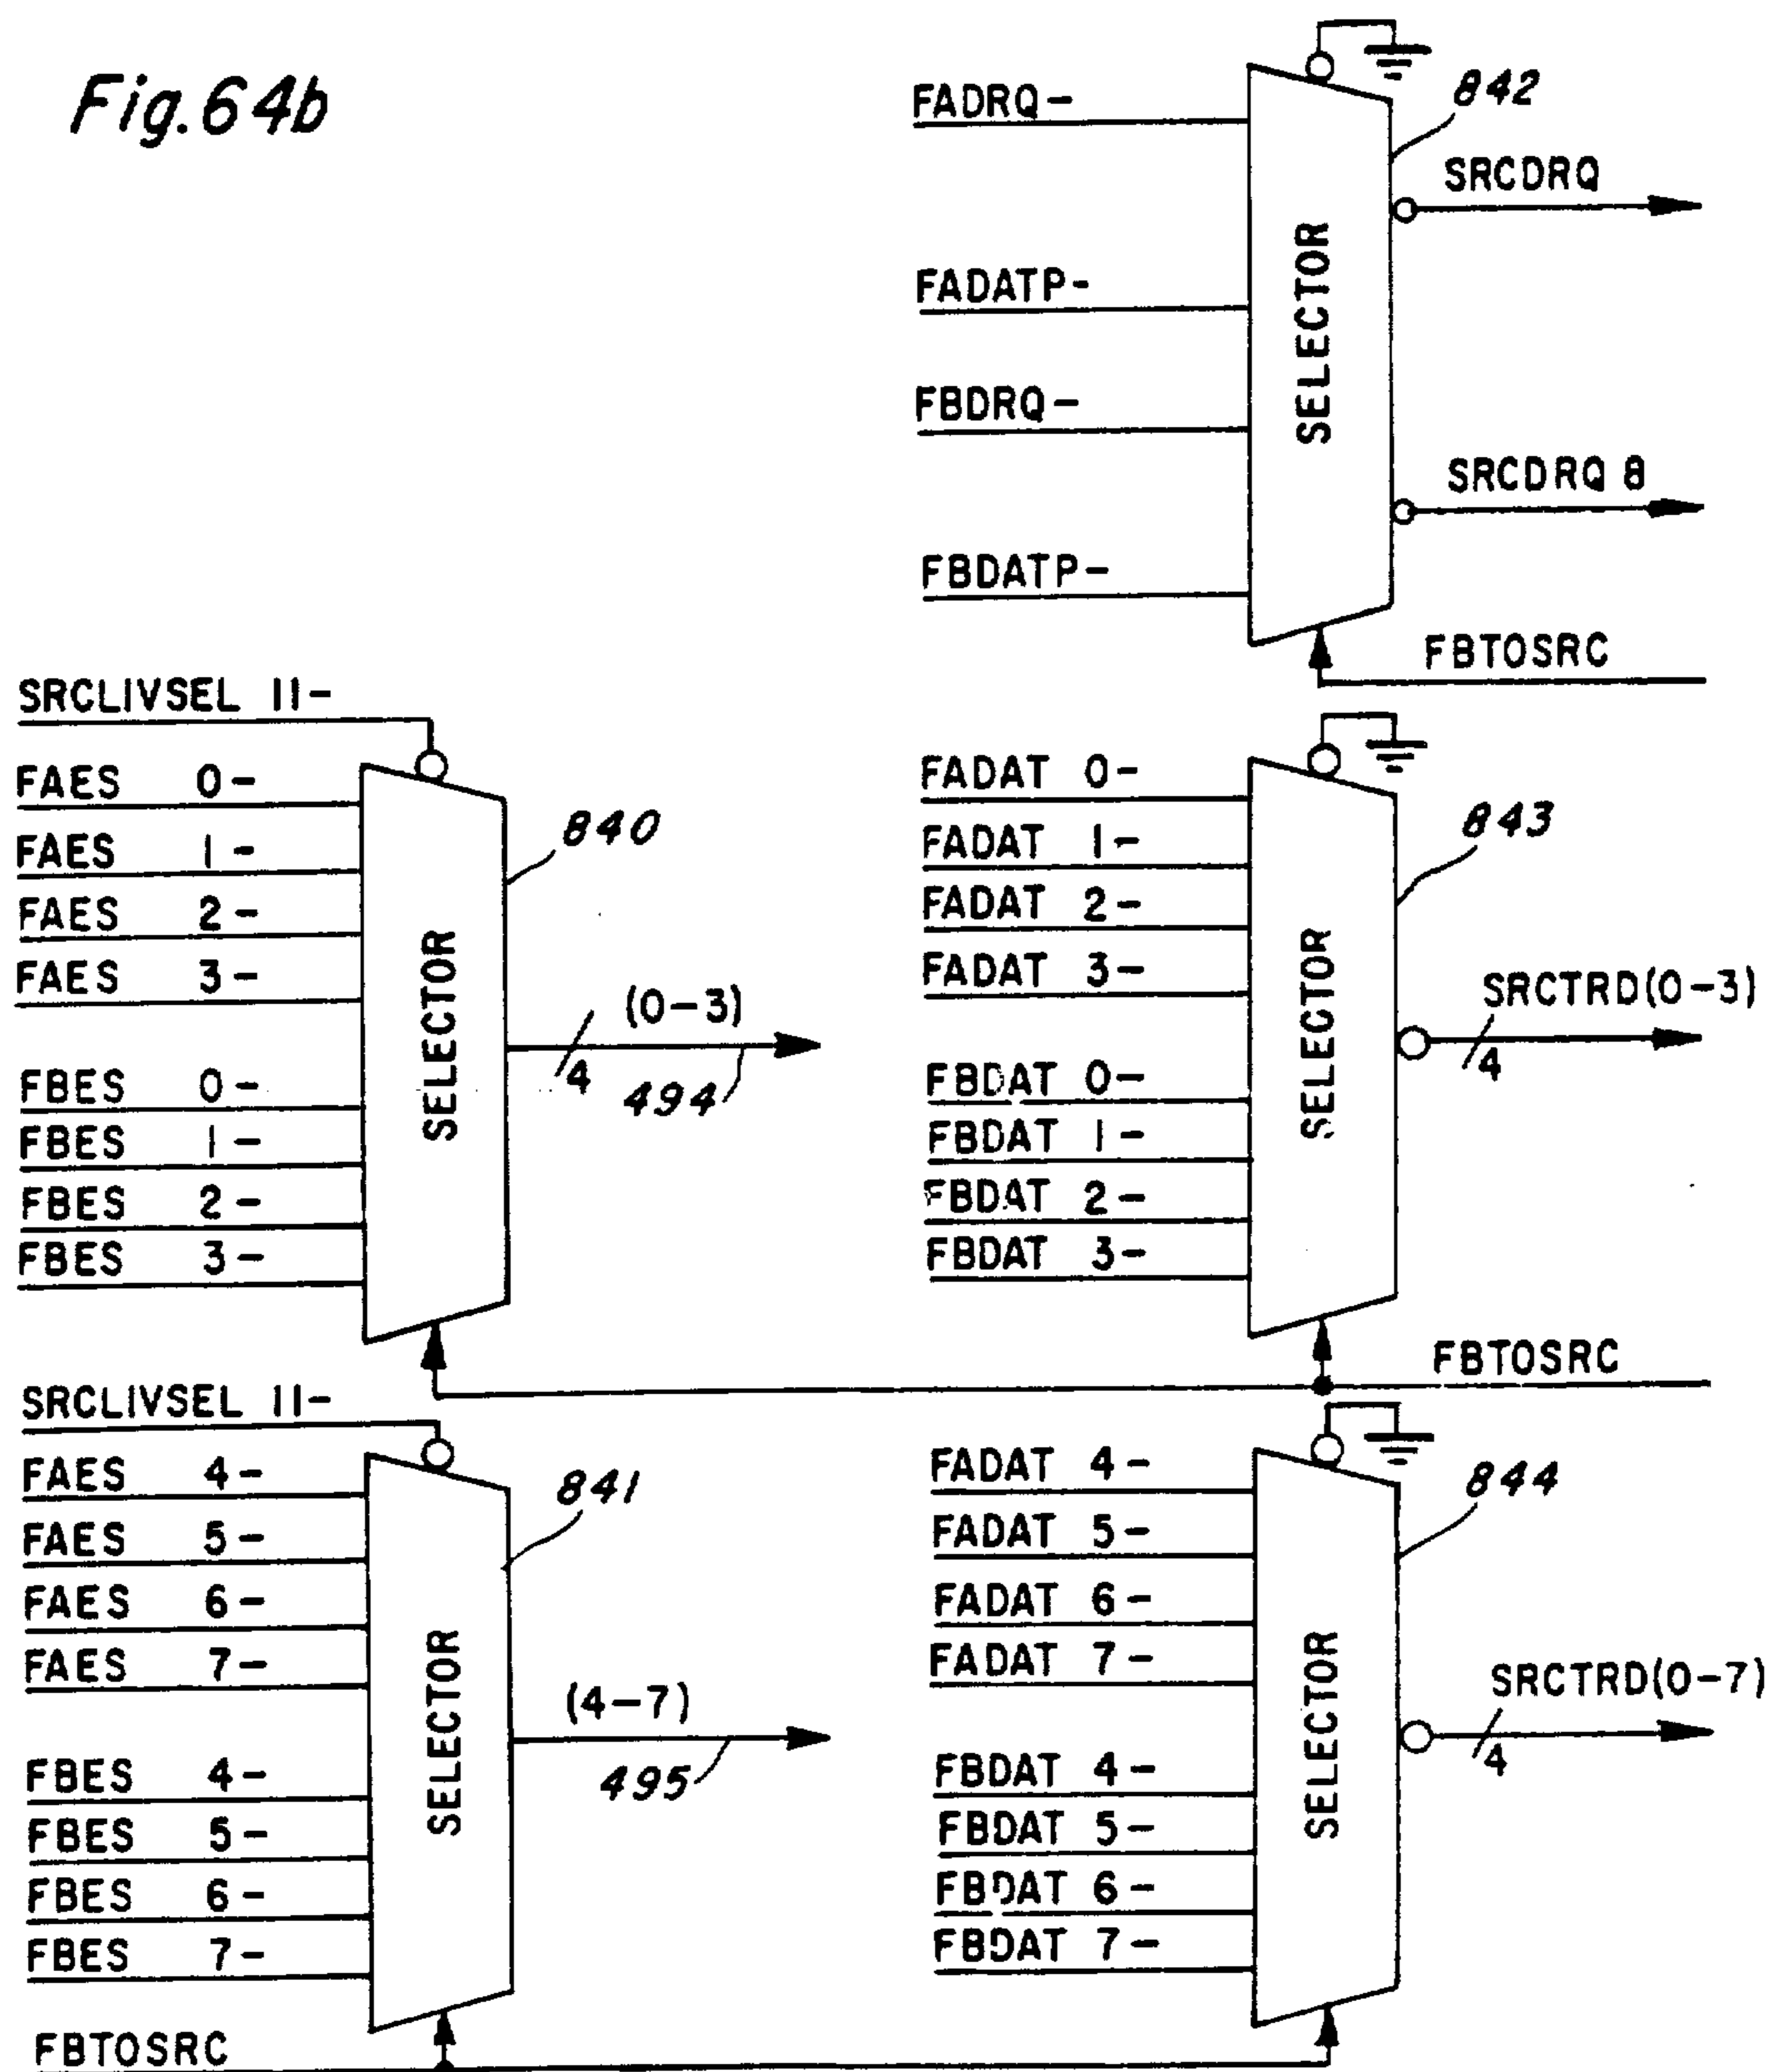 Fig. 64b
FADRQ-
842
SRCDRQ
FADATP-
SELECTOR
FBDRQ-
SRCDRQ 8
FBDATP-
FBTOSRC
SRCLIVSEL 11-
FAES 0-
FAES 1-
FAES 2-
FAES 3-
840
SELECTOR
(0-3)
4
494
FBES 0-
FBES 1-
FBES 2-
FBES 3-
FADAT 0-
FADAT 1-
FADAT 2-
FADAT 3-
843
SELECTOR
SRCTRD(0-3)
4
FBDAT 0-
FBDAT 1-
FBDAT 2-
FBDAT 3-
FBTOSRC
SRCLIVSEL 11-
FAES 4-
FAES 5-
FAES 6-
FAES 7-
841
SELECTOR
(4-7)
495
FBES 4-
FBES 5-
FBES 6-
FBES 7-
FADAT 4-
FADAT 5-
FADAT 6-
FADAT 7-
844
SELECTOR
SRCTRD(0-7)
4
FBDAT 4-
FBDAT 5-
FBDAT 6-
FBDAT 7-
FBTOSRC